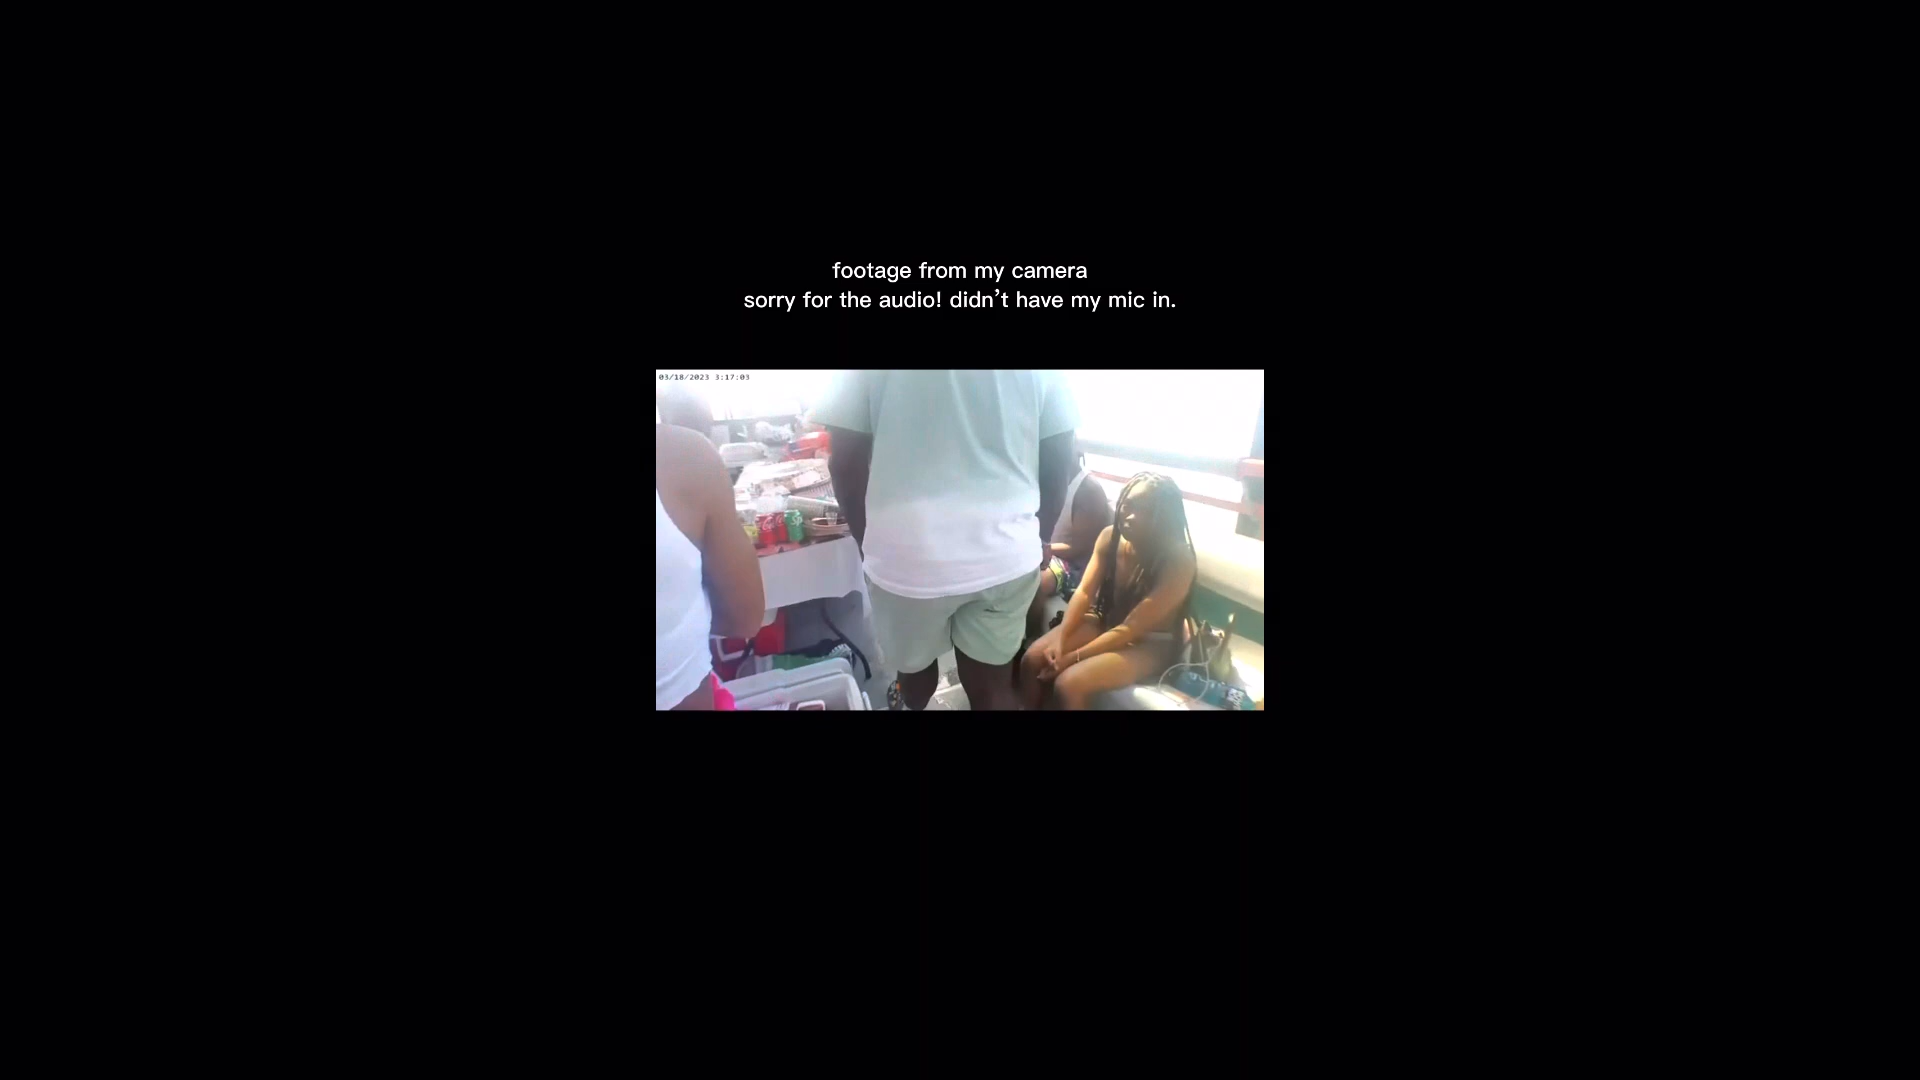 footage from my camera
sorry for the audio! didn’t have my mic in.
03/18/2023 3:17:03